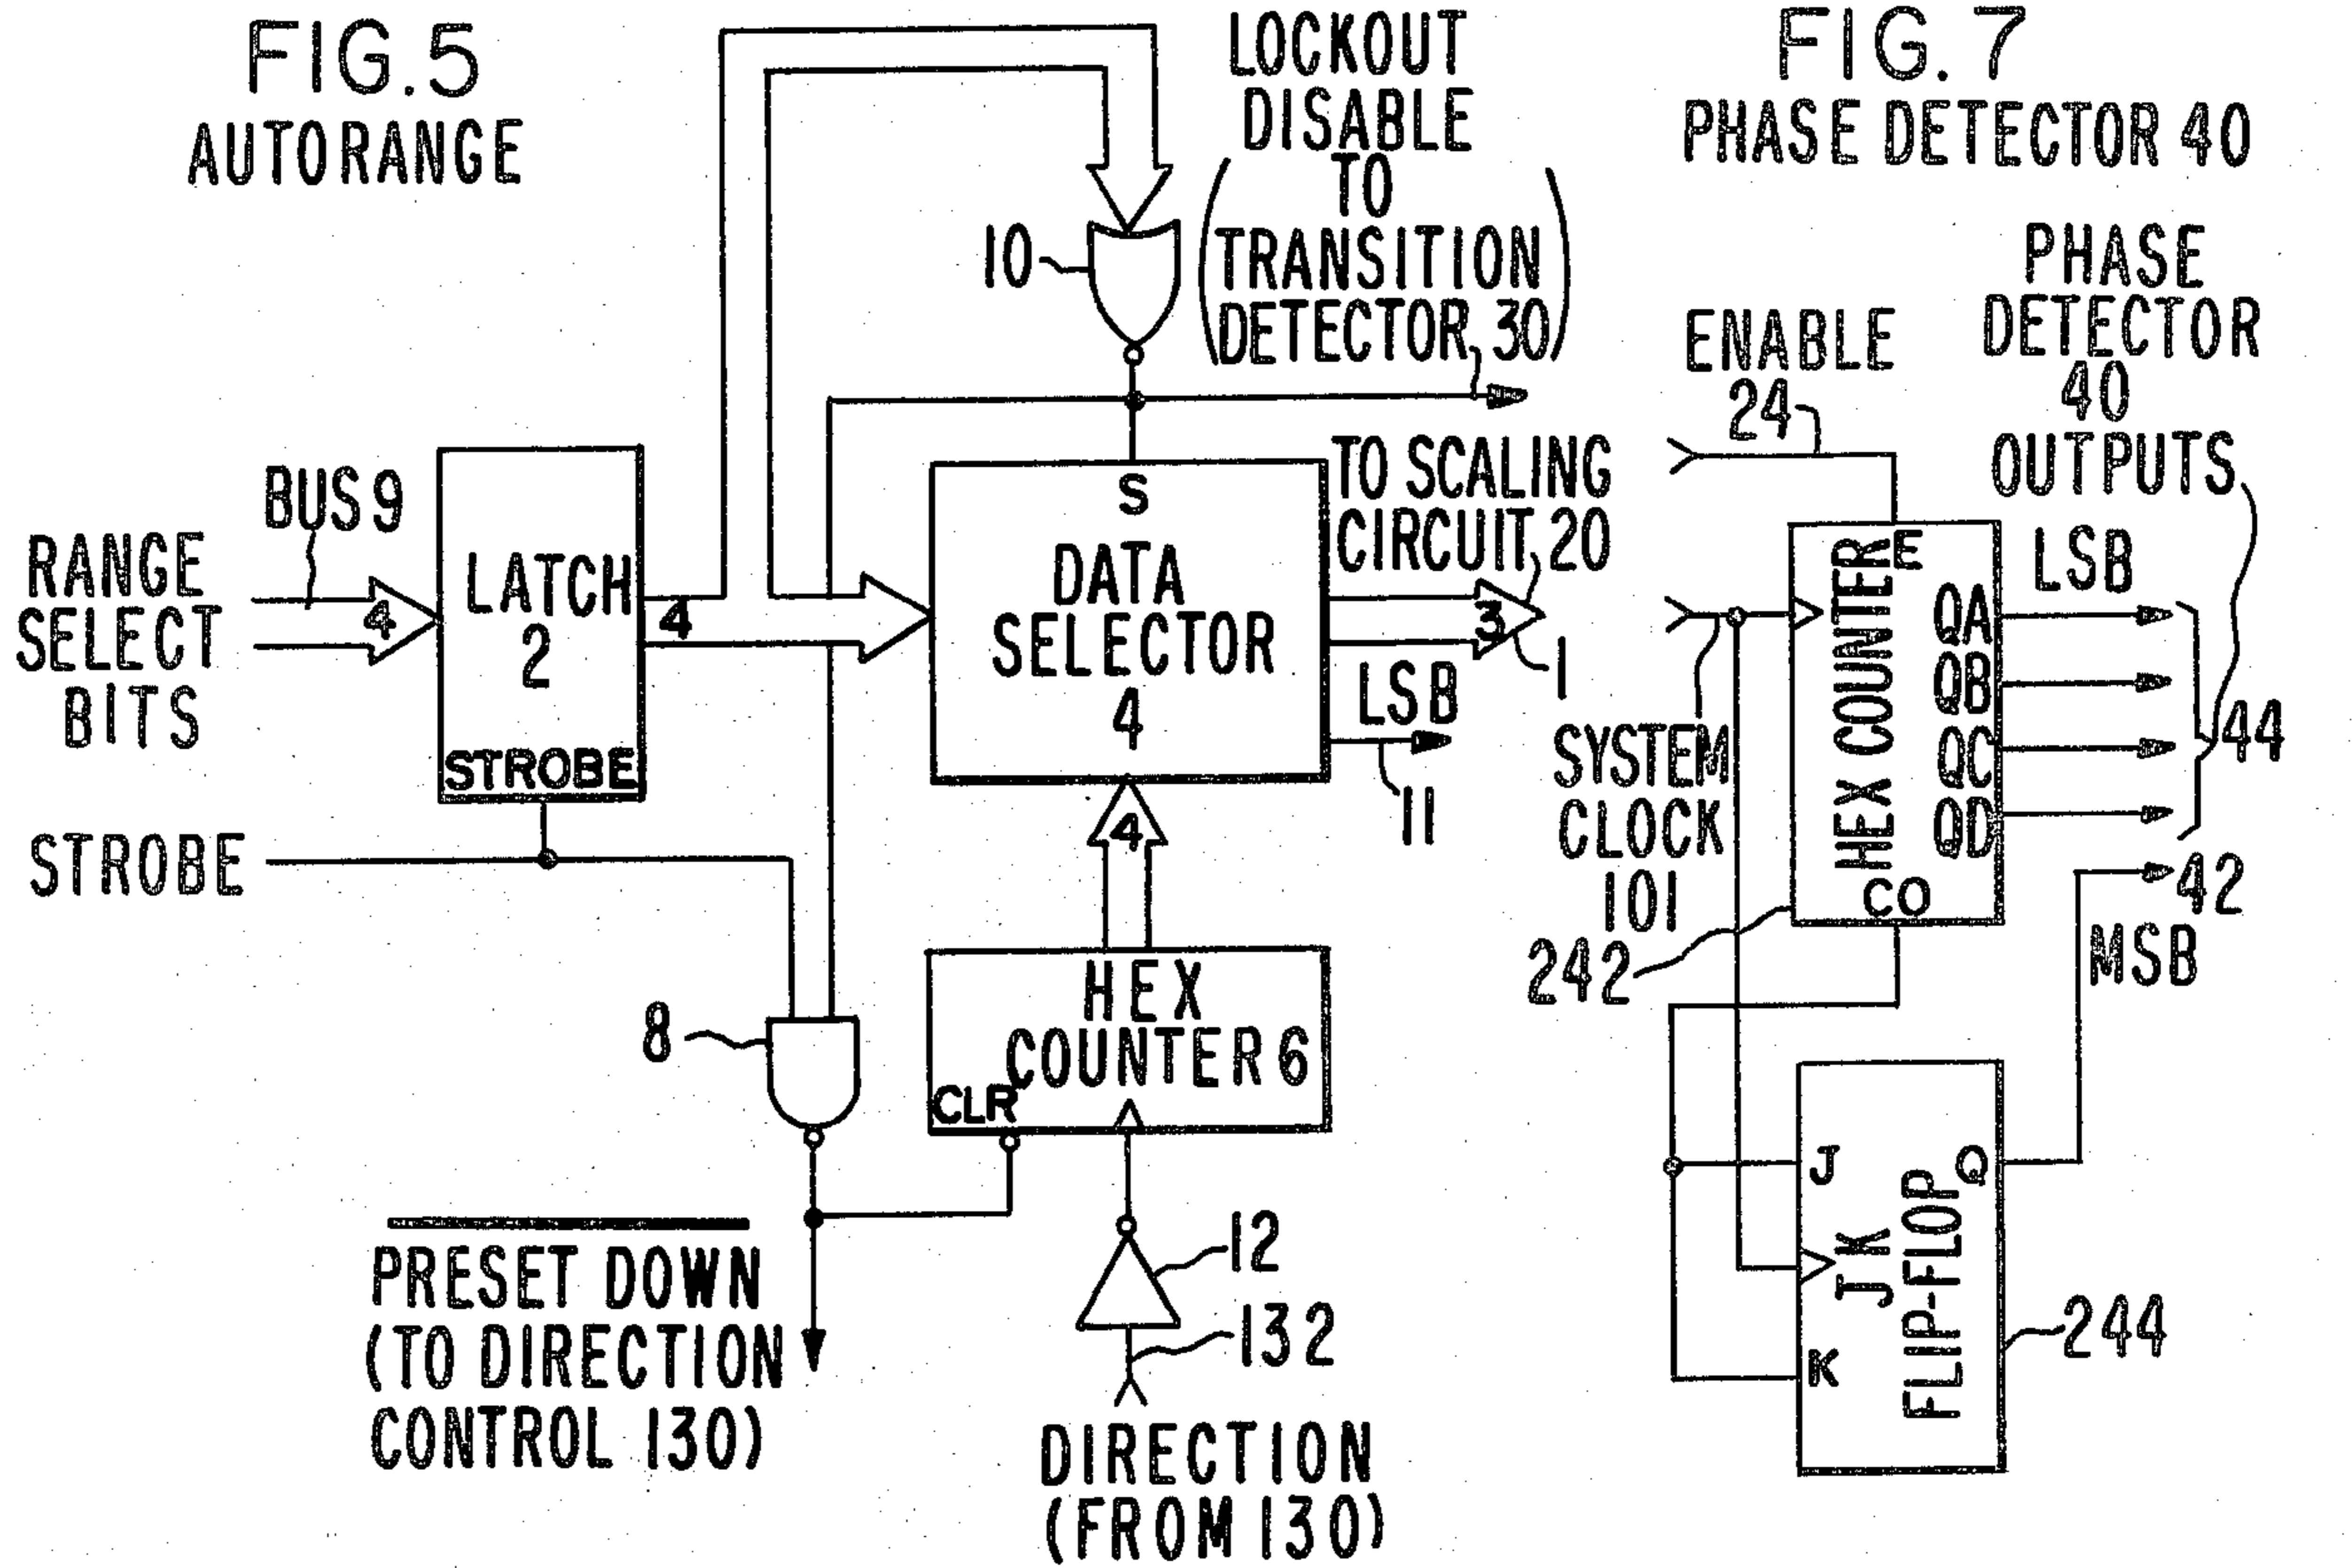 FIG.5
AUTORANGE
LOCKOUT
DISABLE
TO
TRANSITION
DETECTOR 30
10
BUS 9
RANGE
SELECT
BITS
4
LATCH
2
STROBE
4
STROBE
S
DATA
SELECTOR
4
TO SCALING
CIRCUIT 20
3
1
LSB
11
4
8
HEX
COUNTER 6
CLR
12
132
PRESET DOWN
(TO DIRECTION
CONTROL 130)
DIRECTION
(FROM 130)
FIG. 7
PHASE DETECTOR 40
ENABLE
24
PHASE
DETECTOR
40
OUTPUTS
E
HEX COUNTER
QA
QB
QC
QD
CO
LSB
44
42
MSB
SYSTEM
CLOCK
101
242
J
Q
K
JK
FLIP-FLOP
244